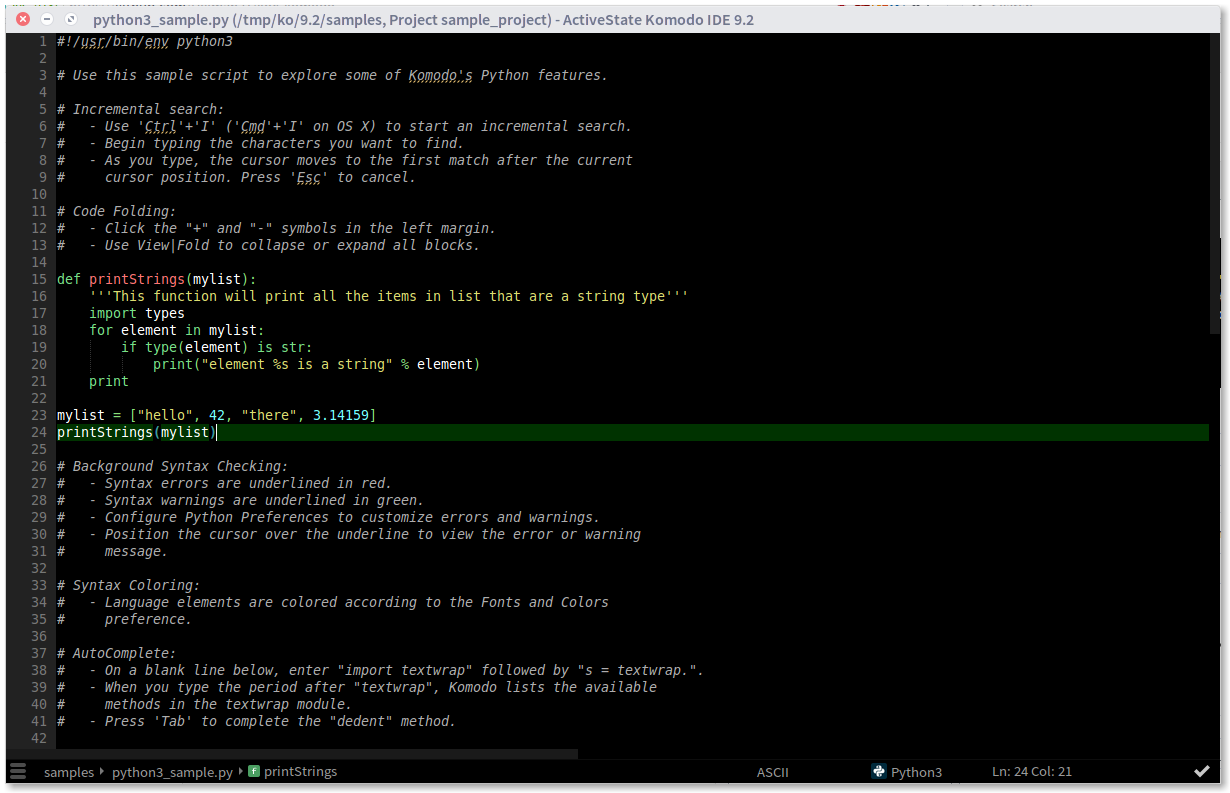 python3_sample.py (/tmp/ko/9.2/samples, Project sample_project) - ActiveState Komodo IDE 9.2
1 #!/usr/bin/env python3
2
3 # Use this sample script to explore some of Komodo's Python features.
4
5 # Incremental search:
6 #   - Use 'Ctrl'+'I' ('Cmd'+'I' on OS X) to start an incremental search.
7 #   - Begin typing the characters you want to find.
8 #   - As you type, the cursor moves to the first match after the current
9 #     cursor position. Press 'Esc' to cancel.
10
11 # Code Folding:
12 #   - Click the "+" and "-" symbols in the left margin.
13 #   - Use View|Fold to collapse or expand all blocks.
14
15 def printStrings(mylist):
16     '''This function will print all the items in list that are a string type'''
17     import types
18     for element in mylist:
19         if type(element) is str:
20             print("element %s is a string" % element)
21     print
22
23 mylist = ["hello", 42, "there", 3.14159]
24 printStrings(mylist)
25
26 # Background Syntax Checking:
27 #   - Syntax errors are underlined in red.
28 #   - Syntax warnings are underlined in green.
29 #   - Configure Python Preferences to customize errors and warnings.
30 #   - Position the cursor over the underline to view the error or warning
31 #     message.
32
33 # Syntax Coloring:
34 #   - Language elements are colored according to the Fonts and Colors
35 #     preference.
36
37 # AutoComplete:
38 #   - On a blank line below, enter "import textwrap" followed by "s = textwrap.".
39 #   - When you type the period after "textwrap", Komodo lists the available
40 #     methods in the textwrap module.
41 #   - Press 'Tab' to complete the "dedent" method.
42
samples python3_sample.py f printStrings ASCII Python3 Ln: 24 Col: 21